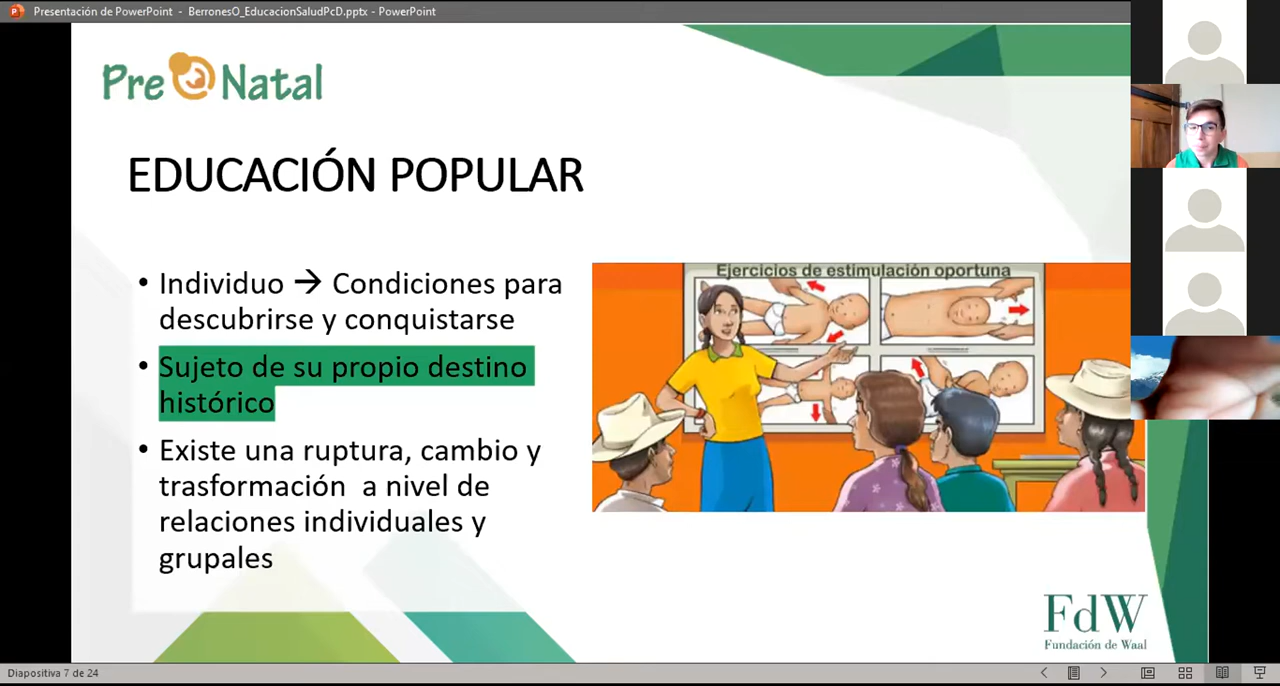 Presentación de PowerPoint - BerronesO_EducacionSaludPcD.pptx - PowerPoint
Pre Natal
EDUCACIÓN POPULAR
• Individuo → Condiciones para
descubrirse y conquistarse
• Sujeto de su propio destino
histórico
• Existe una ruptura, cambio y
trasformación a nivel de
relaciones individuales y
grupales
Ejercicios de estimulación oportuna
FdW
Fundación de Waal
Diapositiva 7 de 24